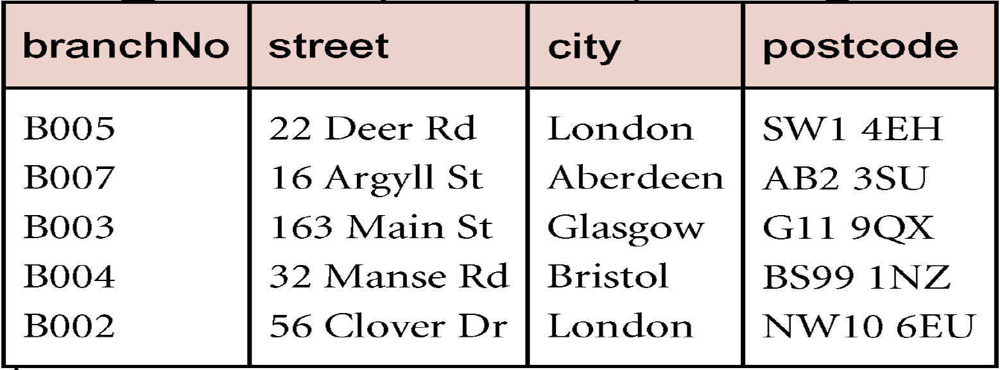 branchNo street city postcode
B005 22 Deer Rd London SW1 4EH
B007 16 Argyll St Aberdeen AB2 3SU
B003 163 Main St Glasgow G11 9QX
B004 32 Manse Rd Bristol BS99 1NZ
B002 56 Clover Dr London NW10 6EU